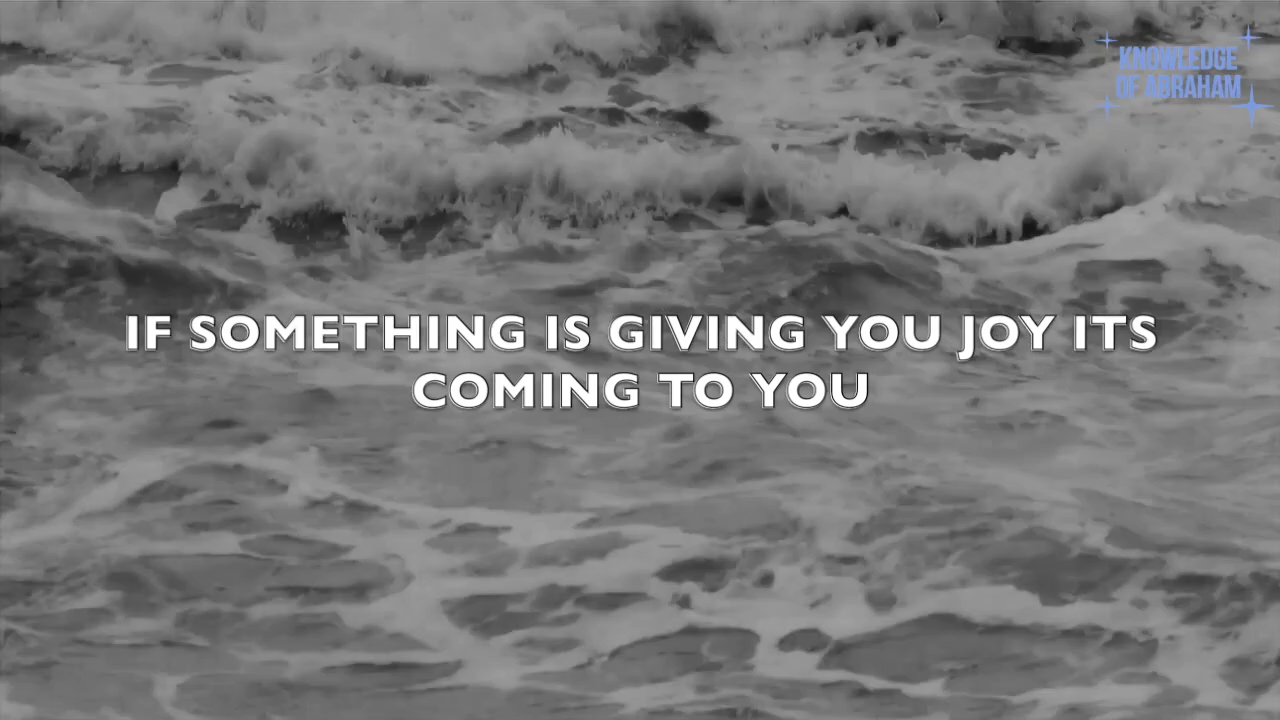 KNOWLEDGE
OF ABRAHAM
IF SOMETHING IS GIVING YOU JOY ITS
COMING TO YOU